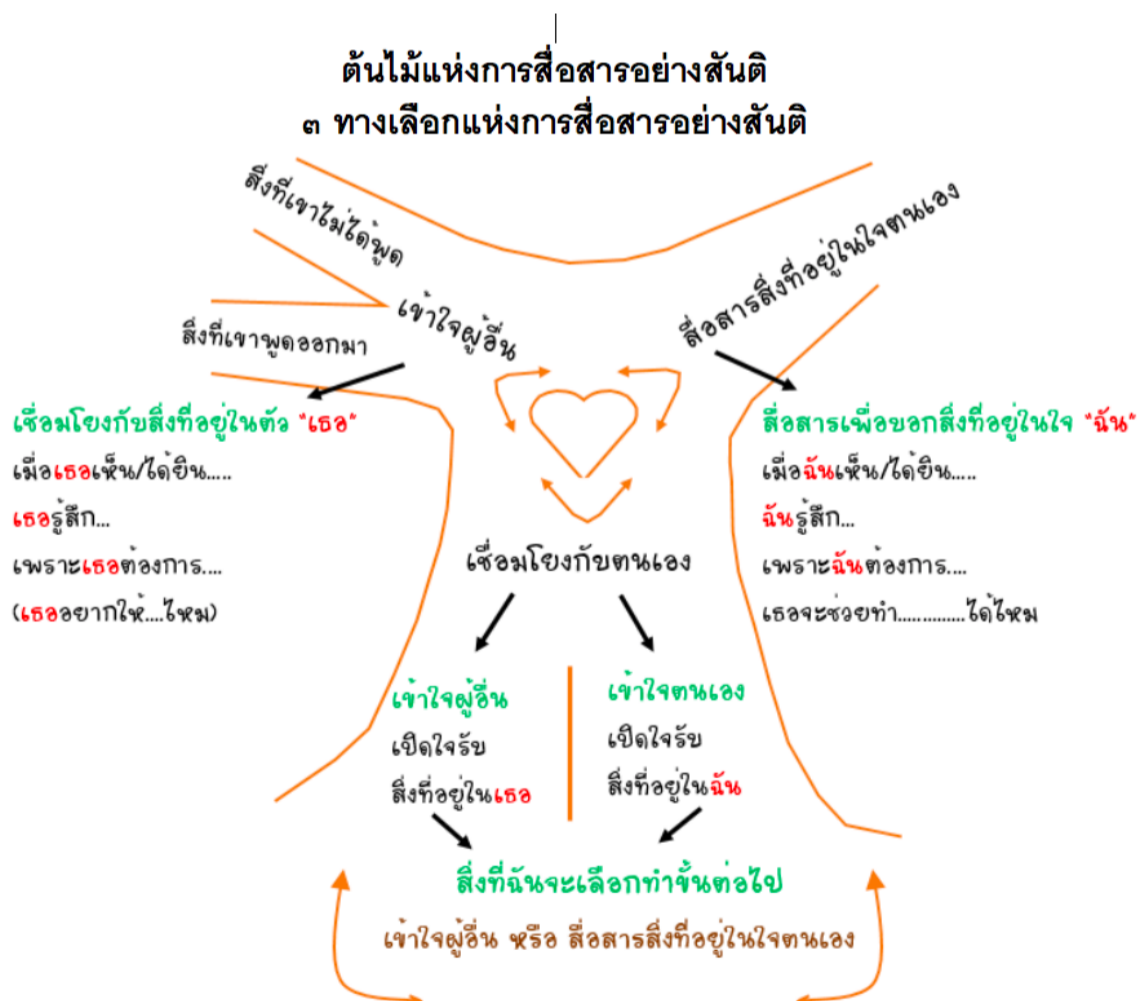 ต้นไม้แห่งการสื่อสารอย่างสันติ
๓ ทางเลือกแห่งการสื่อสารอย่างสันติ
สิ่งที่เขาไม่ได้พูด
สิ่งที่เขาพูดออกมา
เข้าใจผู้อื่น
สื่อสารสิ่งที่อยู่ในใจตนเอง
เชื่อมโยงกับสิ่งที่อยู่ในตัว "เธอ"
เมื่อเธอเห็น/ได้ยิน.....
เธอรู้สึก...
เพราะเธอต้องการ....
(เธออยากให้....ไหม)
สื่อสารเพื่อบอกสิ่งที่อยู่ในใจ "ฉัน"
เมื่อฉันเห็น/ได้ยิน.....
ฉันรู้สึก...
เพราะฉันต้องการ....
เธอจะช่วยทำ.............ได้ไหม
เชื่อมโยงกับตนเอง
เข้าใจผู้อื่น
เปิดใจรับ
สิ่งที่อยู่ในเธอ
เข้าใจตนเอง
เปิดใจรับ
สิ่งที่อยู่ในฉัน
สิ่งที่ฉันจะเลือกทำขั้นต่อไป
เข้าใจผู้อื่น หรือ สื่อสารสิ่งที่อยู่ในใจตนเอง